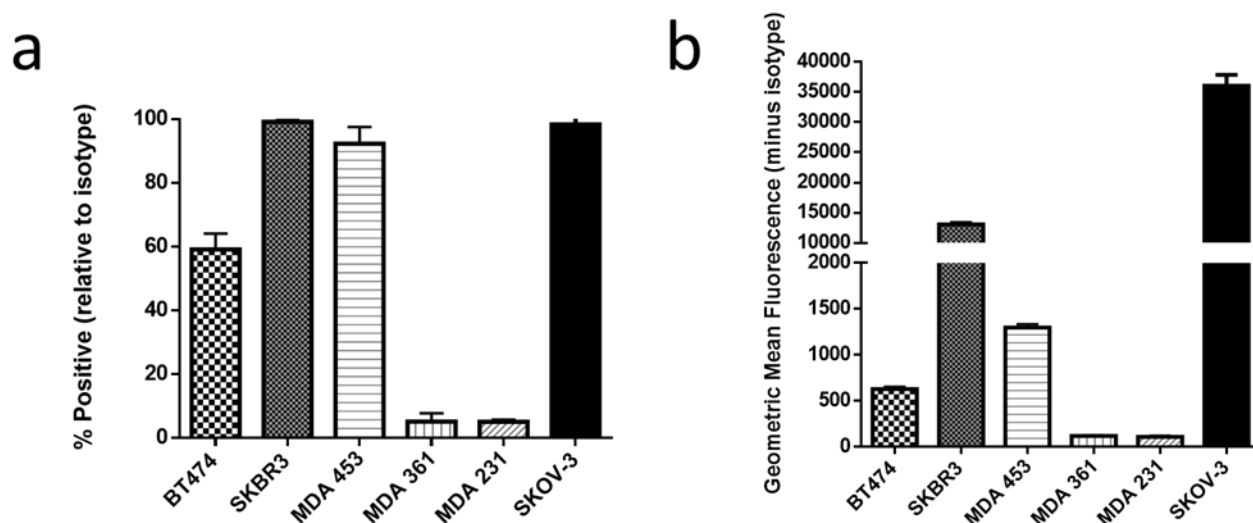 a
% Positive (relative to isotype)
100
80
60
40
20
0
BT474
SKBR3
MDA 453
MDA 361
MDA 231
SKOV-3
b
Geometric Mean Fluorescence (minus isotype)
40000
35000
30000
25000
20000
15000
10000
2000
1500
1000
500
0
BT474
SKBR3
MDA 453
MDA 361
MDA 231
SKOV-3